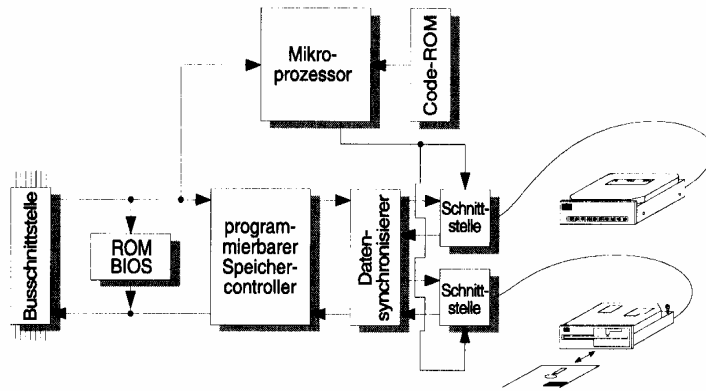 Mikro-
prozessor
Code-ROM
Busschnittstelle
ROM
BIOS
program-
mierbarer
Speicher-
controller
Daten-
synchronisierer
Schnitt-
stelle
Schnitt-
stelle